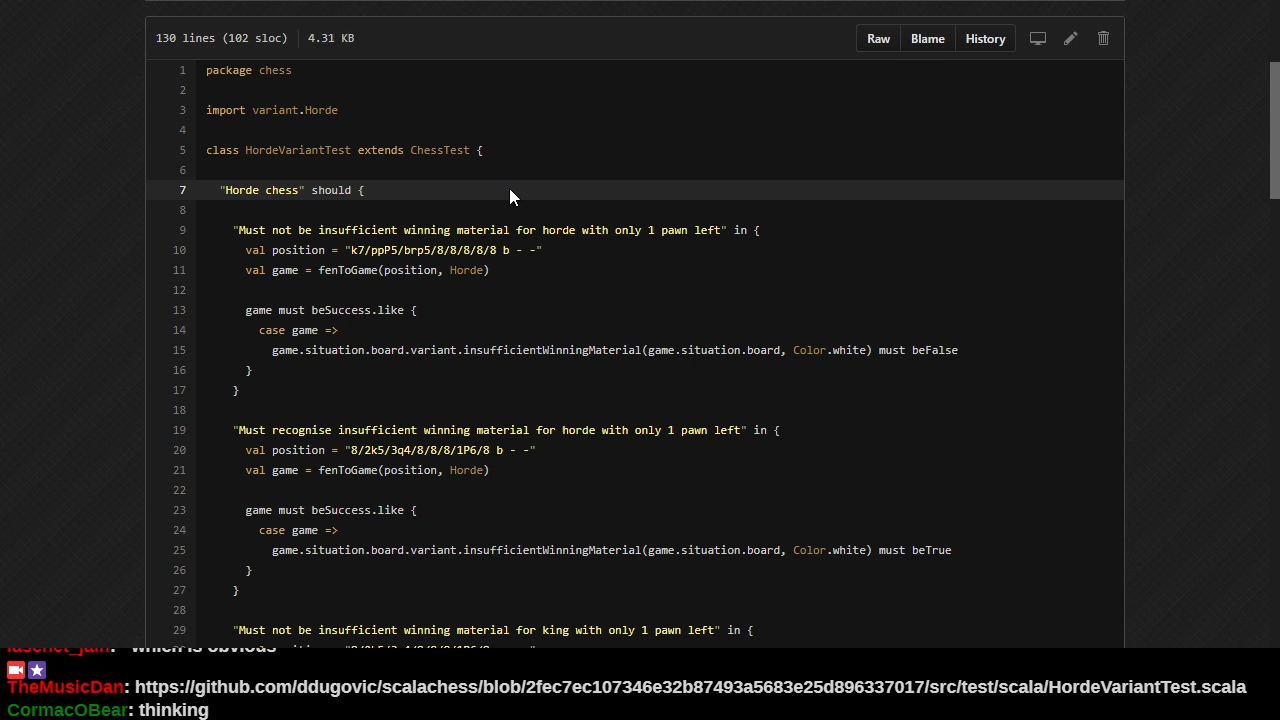 130 lines (102 sloc) 4.31 KB Raw Blame History
1 package chess
2
3 import variant.Horde
4
5 class HordeVariantTest extends ChessTest {
6
7 "Horde chess" should {
8
9 "Must not be insufficient winning material for horde with only 1 pawn left" in {
10 val position = "k7/ppP5/brp5/8/8/8/8/8 b - -"
11 val game = fenToGame(position, Horde)
12
13 game must beSuccess.like {
14 case game =>
15 game.situation.board.variant.insufficientWinningMaterial(game.situation.board, Color.white) must beFalse
16 }
17 }
18
19 "Must recognise insufficient winning material for horde with only 1 pawn left" in {
20 val position = "8/2k5/3q4/8/8/8/1P6/8 b - -"
21 val game = fenToGame(position, Horde)
22
23 game must beSuccess.like {
24 case game =>
25 game.situation.board.variant.insufficientWinningMaterial(game.situation.board, Color.white) must beTrue
26 }
27 }
28
29 "Must not be insufficient winning material for king with only 1 pawn left" in {
"which is obvious"
TheMusicDan: https://github.com/ddugovic/scalachess/blob/2fec7ec107346e32b87493a5683e25d896337017/src/test/scala/HordeVariantTest.scala
CormacOBear: thinking